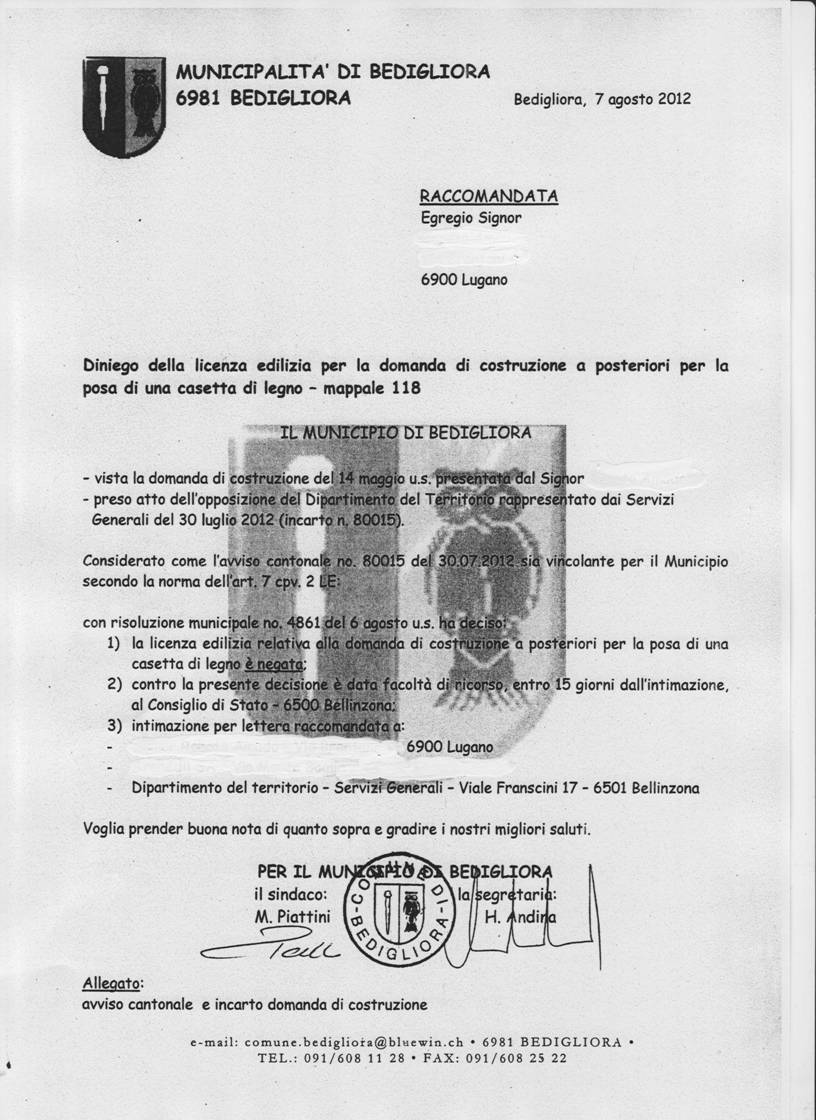 MUNICIPALITA' DI BEDIGLIORA
6981 BEDIGLIORA
Bedigliora, 7 agosto 2012
RACCOMANDATA
Egregio Signor
6900 Lugano
Diniego della licenza edilizia per la domanda di costruzione a posteriori per la
posa di una casetta di legno – mappale 118
IL MUNICIPIO DI BEDIGLIORA
- vista la domanda di costruzione del 14 maggio u.s. presentata dal Signor
- preso atto dell'opposizione del Dipartimento del Territorio rappresentato dai Servizi
Generali del 30 luglio 2012 (incarto n. 80015).
Considerato come l'avviso cantonale no. 80015 del 30.07.2012 sia vincolante per il Municipio
secondo la norma dell'art. 7 cpv. 2 LE;
con risoluzione municipale no. 4861 del 6 agosto u.s. ha deciso:
1) la licenza edilizia relativa alla domanda di costruzione a posteriori per la posa di una
casetta di legno è negata;
2) contro la presente decisione è data facoltà di ricorso, entro 15 giorni dall'intimazione,
al Consiglio di Stato – 6500 Bellinzona;
3) intimazione per lettera raccomandata a:
- 6900 Lugano
-
- Dipartimento del territorio – Servizi Generali – Viale Franscini 17 – 6501 Bellinzona
Voglia prender buona nota di quanto sopra e gradire i nostri migliori saluti.
PER IL MUNICIPIO DI BEDIGLIORA
il sindaco: la segretaria:
M. Piattini H. Andina
COMUNE DI BEDIGLIORA
Allegato:
avviso cantonale e incarto domanda di costruzione
e-mail: comune.bedigliora@bluewin.ch • 6981 BEDIGLIORA •
TEL.: 091/608 11 28 • FAX: 091/608 25 22